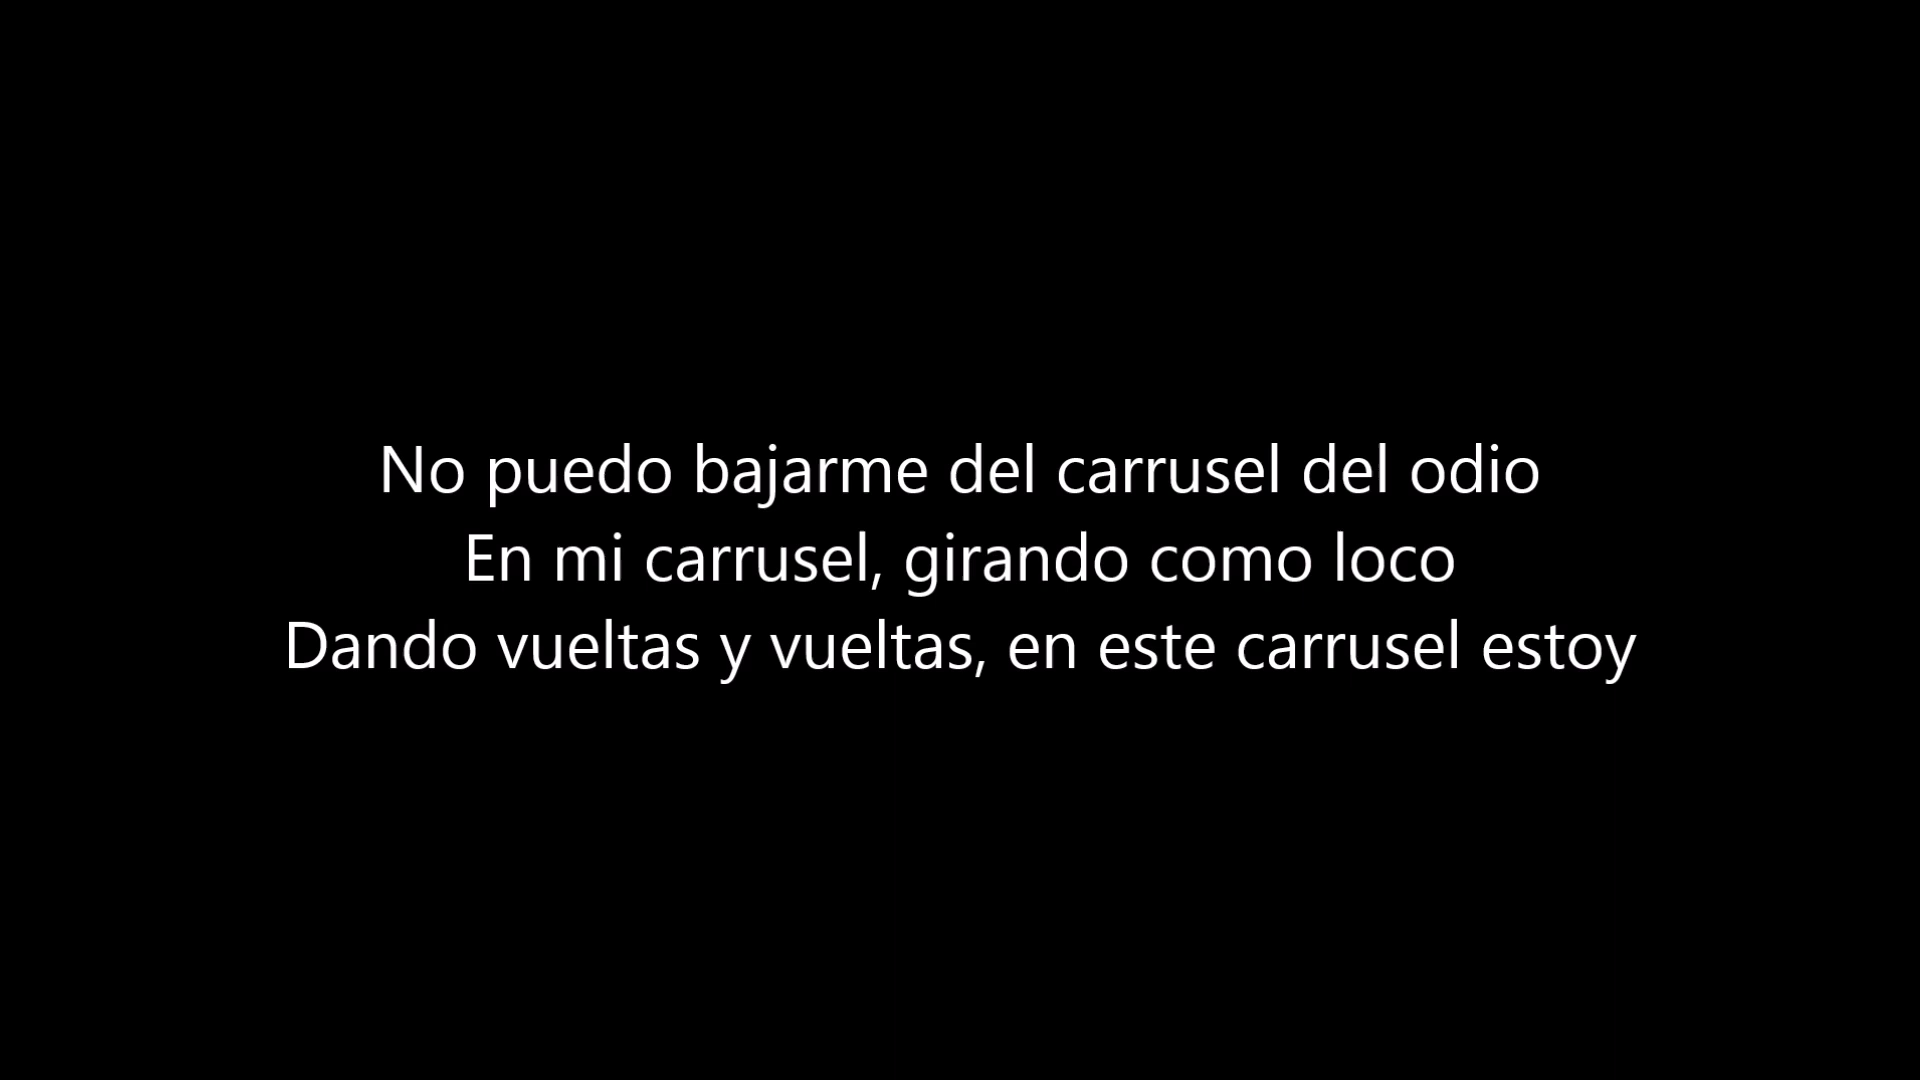 No puedo bajarme del carrusel del odio
En mi carrusel, girando como loco
Dando vueltas y vueltas, en este carrusel estoy